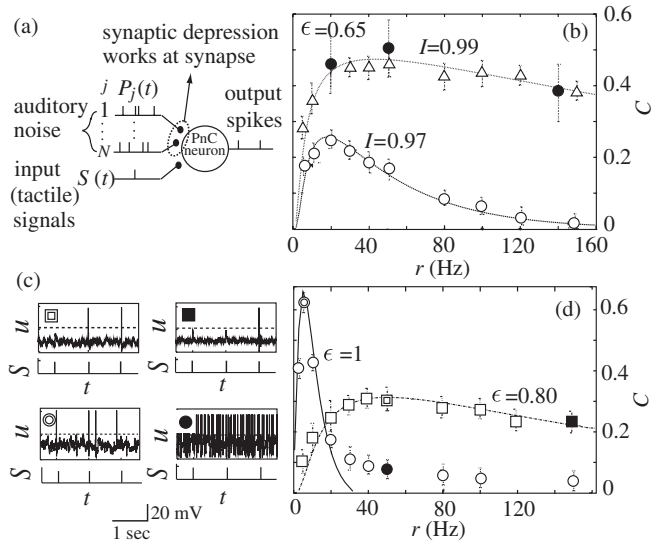 (a)
synaptic depression
works at synapse
j P_j(t)
auditory
noise
1
⋮
N
PnC
neuron
output
spikes
input
(tactile)
signals
S(t)
(b)
ϵ=0.65
I=0.99
I=0.97
0.6
0.4
0.2
0
C
0 40 80 120 160
r (Hz)
(c)
u
S
t
u
S
t
u
S
t
u
S
t
20 mV
1 sec
(d)
ϵ=1
ϵ=0.80
0.6
0.4
0.2
0
C
0 40 80 120 160
r (Hz)